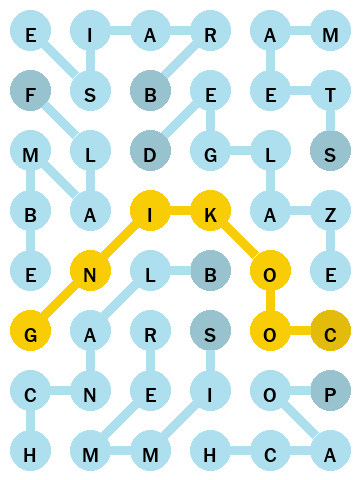 E I A R A M
F S B E E T
M L D G L S
B A I K A Z
E N L B O E
G A R S O C
C N E I O P
H M M H C A